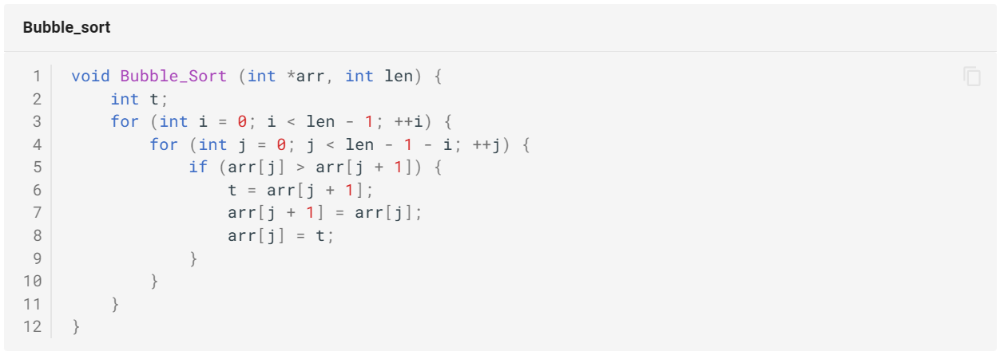 Bubble_sort
1 void Bubble_Sort (int *arr, int len) {
2     int t;
3     for (int i = 0; i < len - 1; ++i) {
4         for (int j = 0; j < len - 1 - i; ++j) {
5             if (arr[j] > arr[j + 1]) {
6                 t = arr[j + 1];
7                 arr[j + 1] = arr[j];
8                 arr[j] = t;
9             }
10         }
11     }
12 }